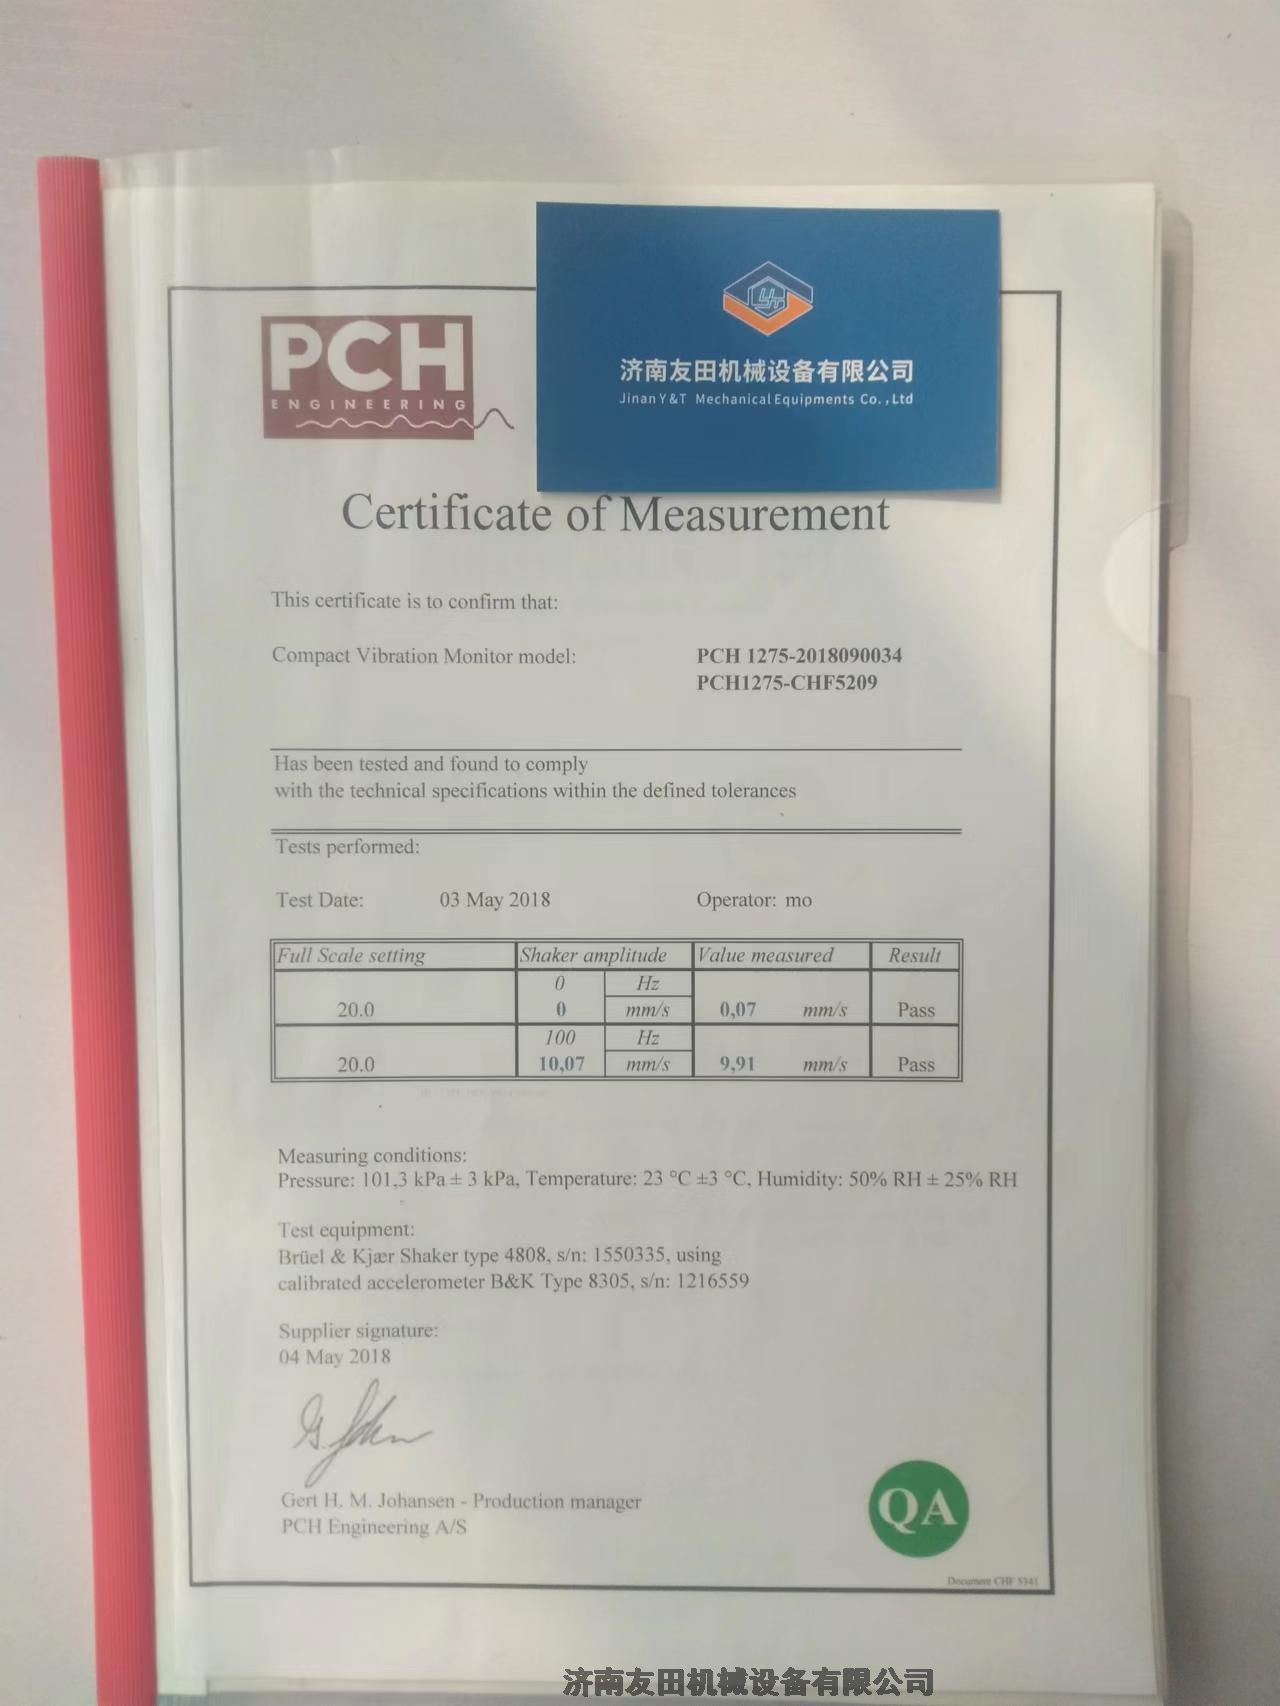 PCH
ENGINEERING
济南友田机械设备有限公司
Jinan Y&T Mechanical Equipments Co.,Ltd
Certificate of Measurement
This certificate is to confirm that:
Compact Vibration Monitor model: PCH 1275-2018090034
PCH1275-CHF5209
Has been tested and found to comply
with the technical specifications within the defined tolerances
Tests performed:
Test Date: 03 May 2018 Operator: mo
Full Scale setting Shaker amplitude Value measured Result
0 Hz
20.0 0 mm/s 0,07 mm/s Pass
100 Hz
20.0 10,07 mm/s 9,91 mm/s Pass
Measuring conditions:
Pressure: 101,3 kPa ± 3 kPa, Temperature: 23 °C ±3 °C, Humidity: 50% RH ± 25% RH
Test equipment:
Brüel & Kjær Shaker type 4808, s/n: 1550335, using
calibrated accelerometer B&K Type 8305, s/n: 1216559
Supplier signature:
04 May 2018
Gert H. M. Johansen - Production manager
PCH Engineering A/S
QA
Document CHF 5341
济南友田机械设备有限公司